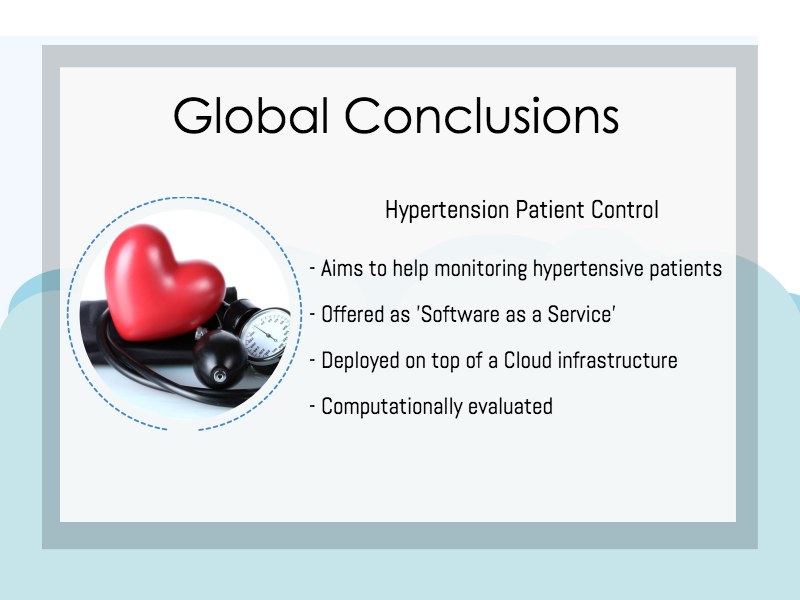 Global Conclusions
Hypertension Patient Control
- Aims to help monitoring hypertensive patients
- Offered as 'Software as a Service'
- Deployed on top of a Cloud infrastructure
- Computationally evaluated